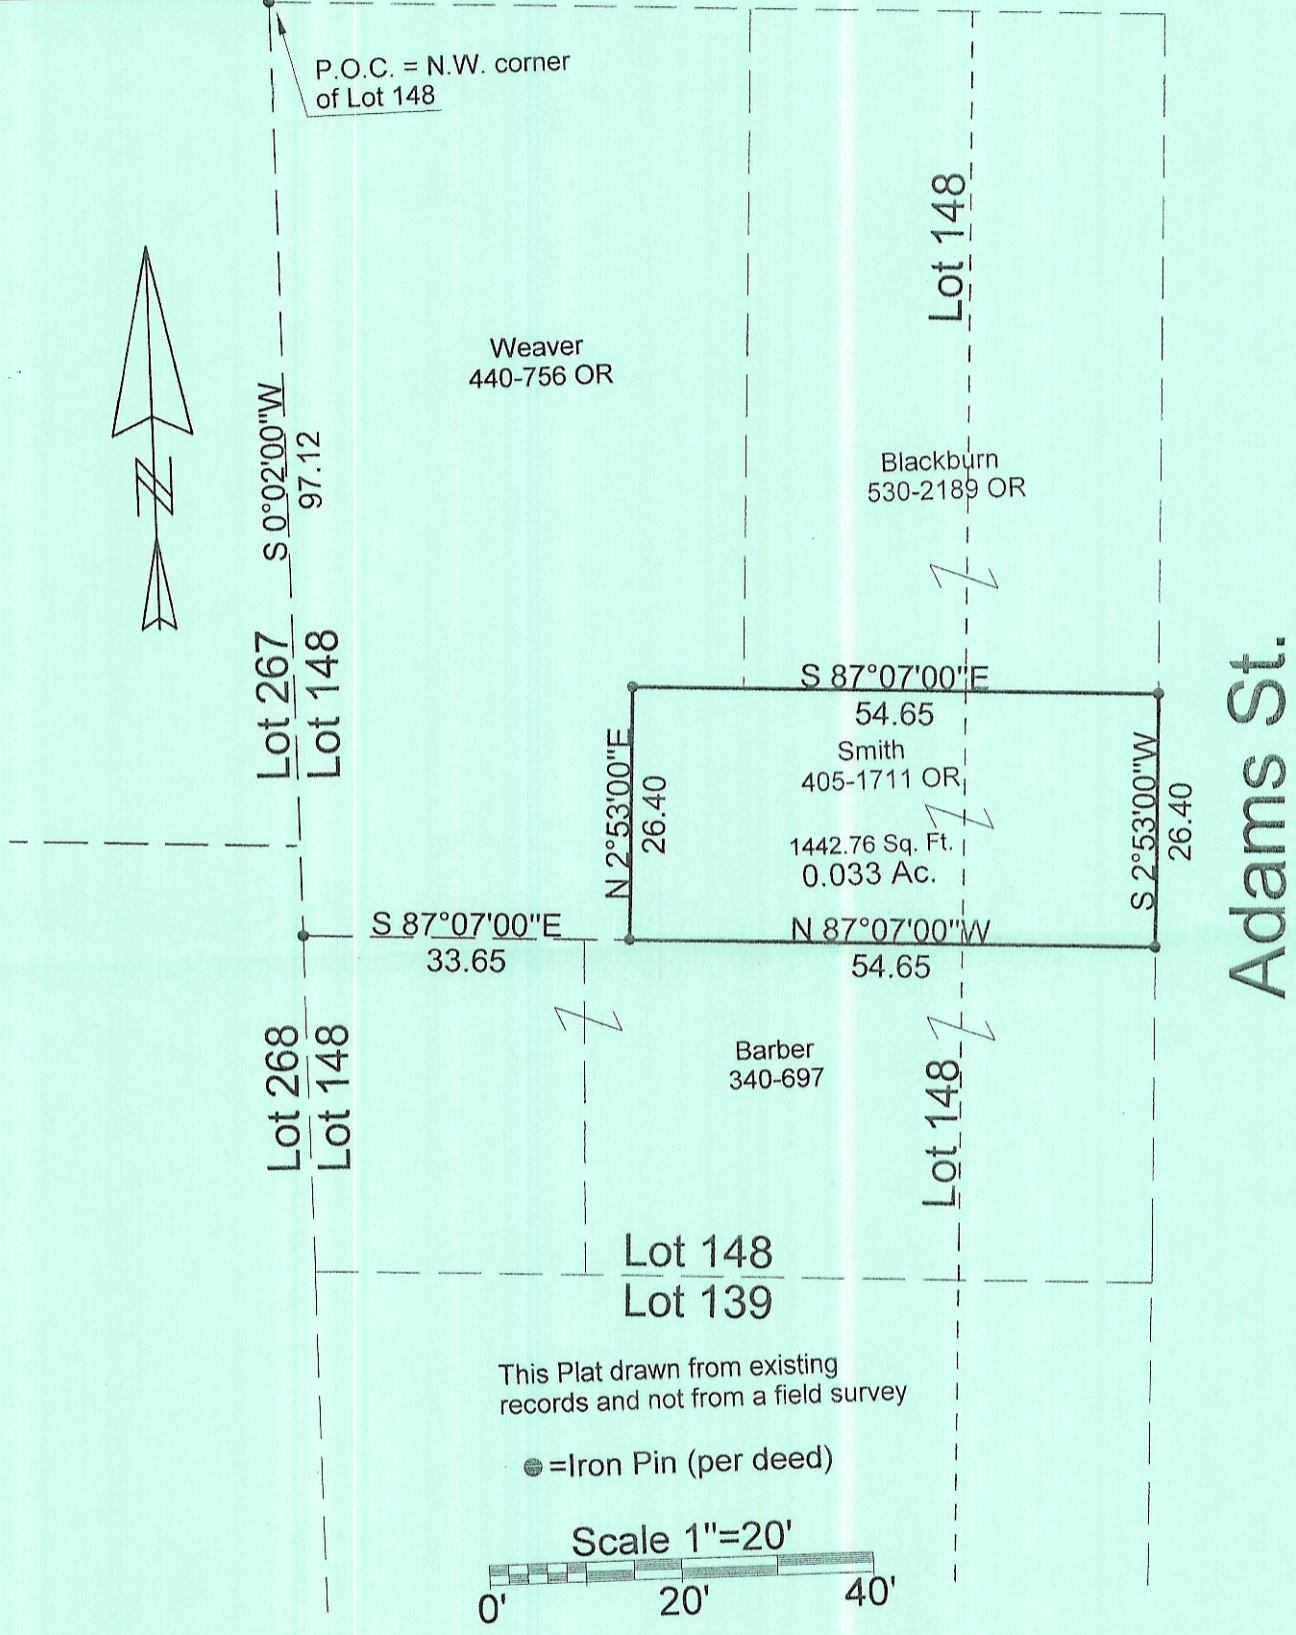 P.O.C. = N.W. corner
of Lot 148
Lot 148
Weaver
440-756 OR
S 0°02'00"W
97.12
N
Blackburn
530-2189 OR
Lot 267
Lot 148
S 87°07'00"E
54.65
Smith
405-1711 OR
1442.76 Sq. Ft.
0.033 Ac.
N 2°53'00"E
26.40
S 2°53'00"W
26.40
Adams St.
S 87°07'00"E
33.65
N 87°07'00"W
54.65
Lot 268
Lot 148
Barber
340-697
Lot 148
Lot 148
Lot 139
This Plat drawn from existing
records and not from a field survey
=Iron Pin (per deed)
Scale 1"=20'
0' 20' 40'